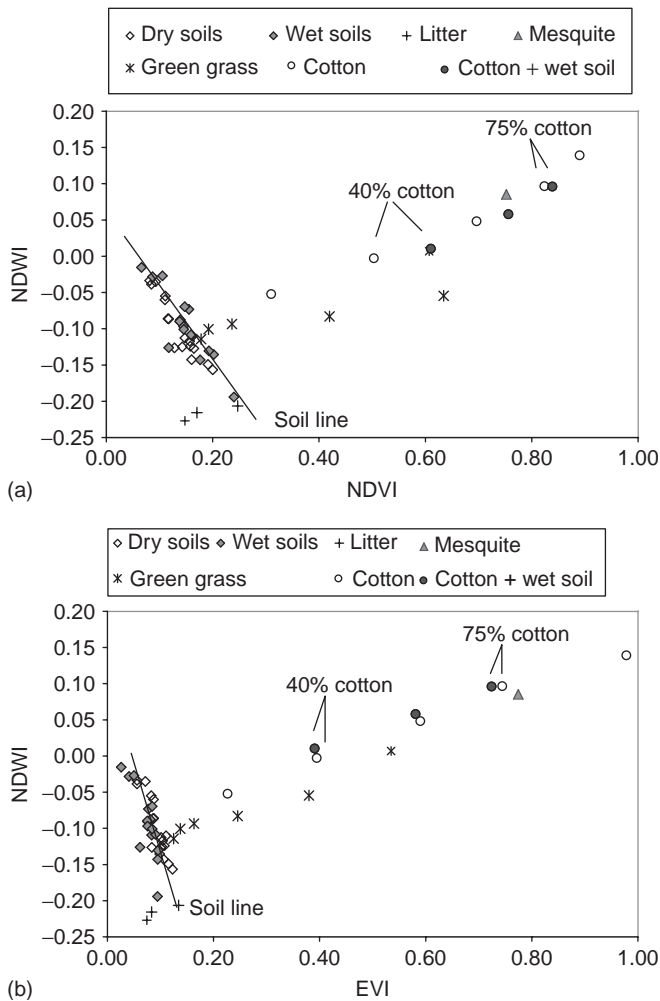 Dry soils Wet soils Litter Mesquite
Green grass Cotton Cotton + wet soil
0.20
0.15
0.10
0.05
0.00
−0.05
−0.10
−0.15
−0.20
−0.25
NDWI
75% cotton
40% cotton
Soil line
0.00 0.20 0.40 0.60 0.80 1.00
(a)
NDVI
Dry soils Wet soils Litter Mesquite
Green grass Cotton Cotton + wet soil
0.20
0.15
0.10
0.05
0.00
−0.05
−0.10
−0.15
−0.20
−0.25
NDWI
75% cotton
40% cotton
Soil line
0.00 0.20 0.40 0.60 0.80 1.00
(b)
EVI